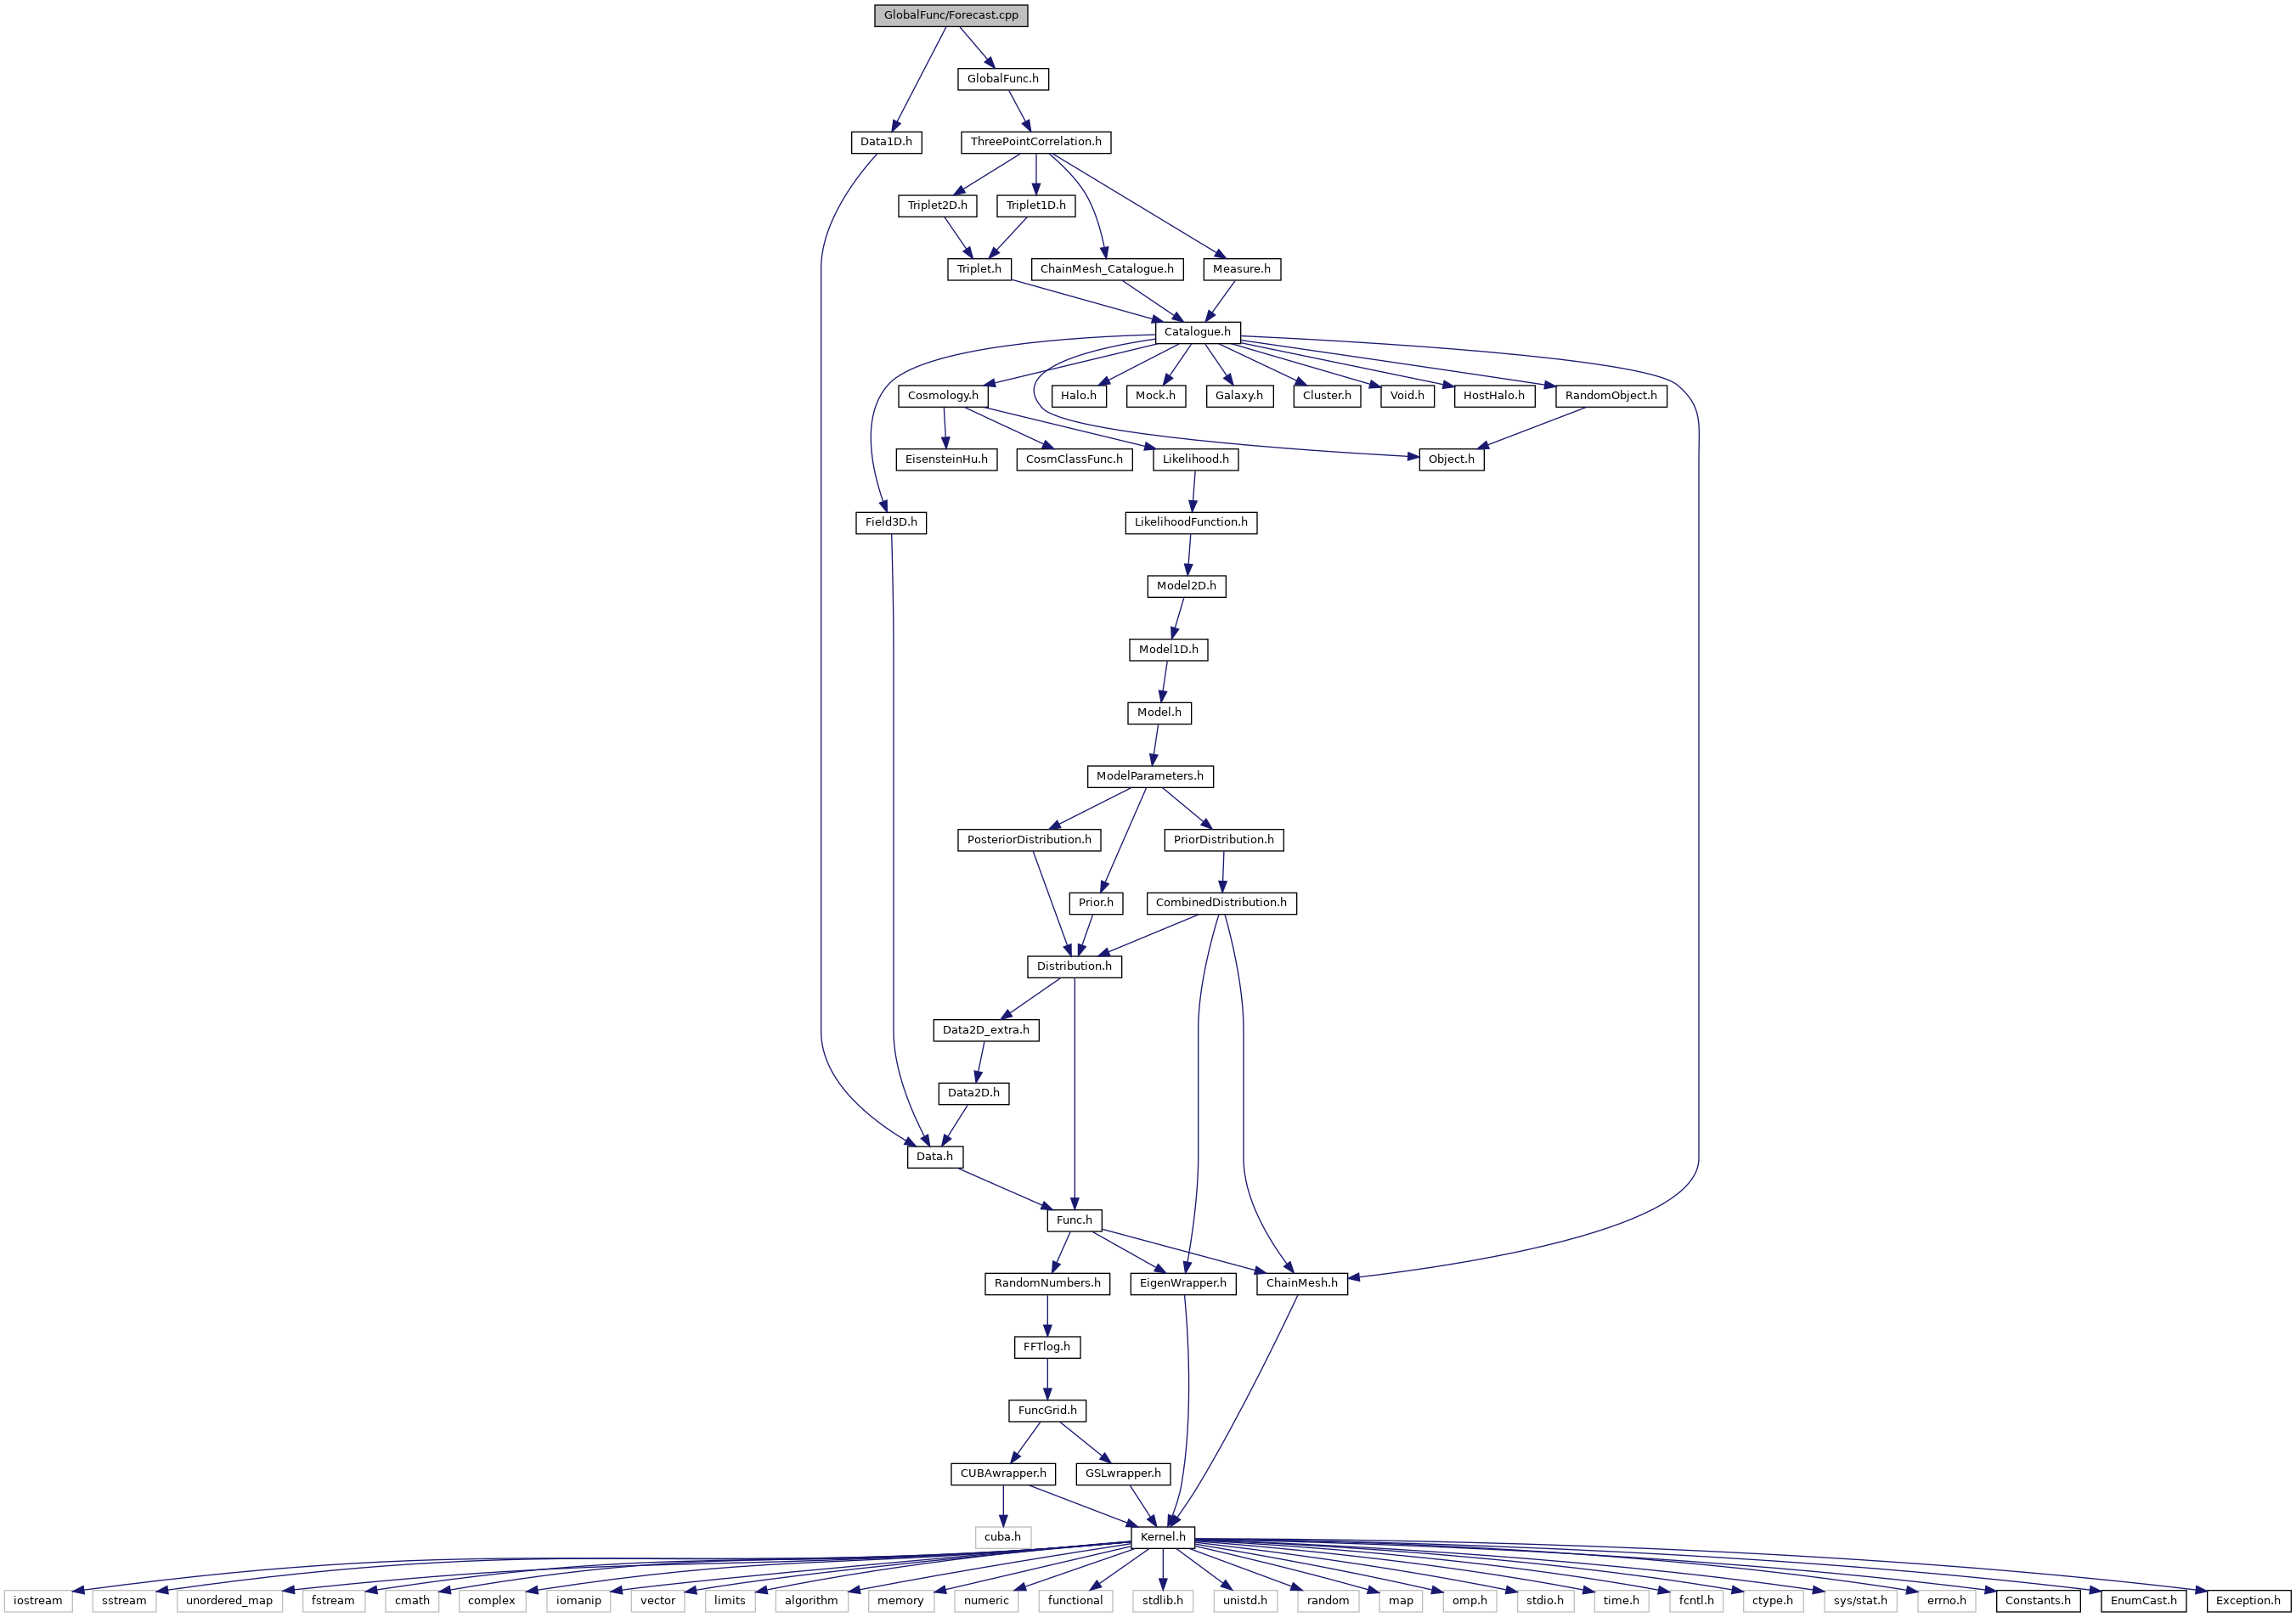 GlobalFunc/Forecast.cpp
GlobalFunc.h
Data1D.h
ThreePointCorrelation.h
Triplet2D.h
Triplet1D.h
Triplet.h
ChainMesh_Catalogue.h
Measure.h
Catalogue.h
Cosmology.h
Halo.h
Mock.h
Galaxy.h
Cluster.h
Void.h
HostHalo.h
RandomObject.h
EisensteinHu.h
CosmClassFunc.h
Likelihood.h
Object.h
Field3D.h
LikelihoodFunction.h
Model2D.h
Model1D.h
Model.h
ModelParameters.h
PosteriorDistribution.h
PriorDistribution.h
Prior.h
CombinedDistribution.h
Distribution.h
Data2D_extra.h
Data2D.h
Data.h
Func.h
RandomNumbers.h
EigenWrapper.h
ChainMesh.h
FFTlog.h
FuncGrid.h
CUBAwrapper.h
GSLwrapper.h
cuba.h
Kernel.h
iostream
sstream
unordered_map
fstream
cmath
complex
iomanip
vector
limits
algorithm
memory
numeric
functional
stdlib.h
unistd.h
random
map
omp.h
stdio.h
time.h
fcntl.h
ctype.h
sys/stat.h
errno.h
Constants.h
EnumCast.h
Exception.h